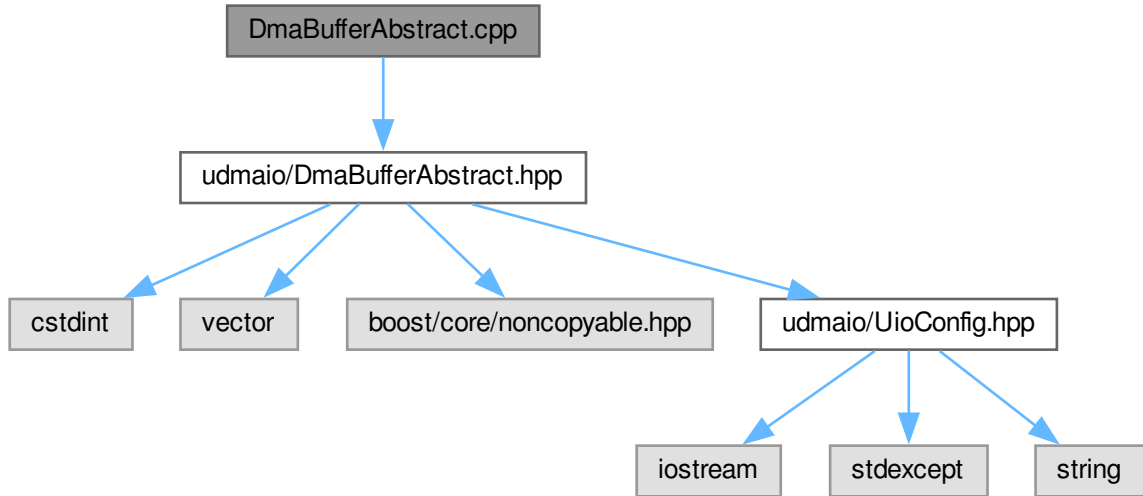 DmaBufferAbstract.cpp
udmaio/DmaBufferAbstract.hpp
cstdint
vector
boost/core/noncopyable.hpp
udmaio/UioConfig.hpp
iostream
stdexcept
string